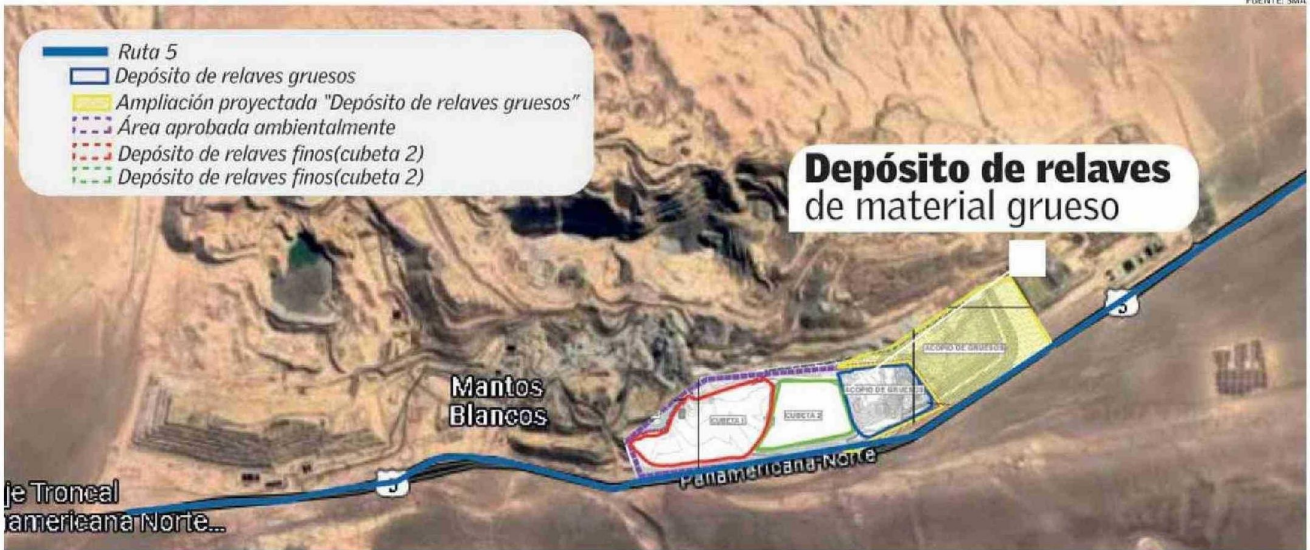 FUENTE: SMA
Ruta 5
Depósito de relaves gruesos
Ampliación proyectada "Depósito de relaves gruesos"
Área aprobada ambientalmente
Depósito de relaves finos(cubeta 2)
Depósito de relaves finos(cubeta 2)
Depósito de relaves
de material grueso
5
ACOPIO DE GRUESOS
ACOPIO DE GRUESOS
Mantos
Blancos
CUBETA 1
CUBETA 2
Panamericana Norte
5
je Troncal
namericana Norte...